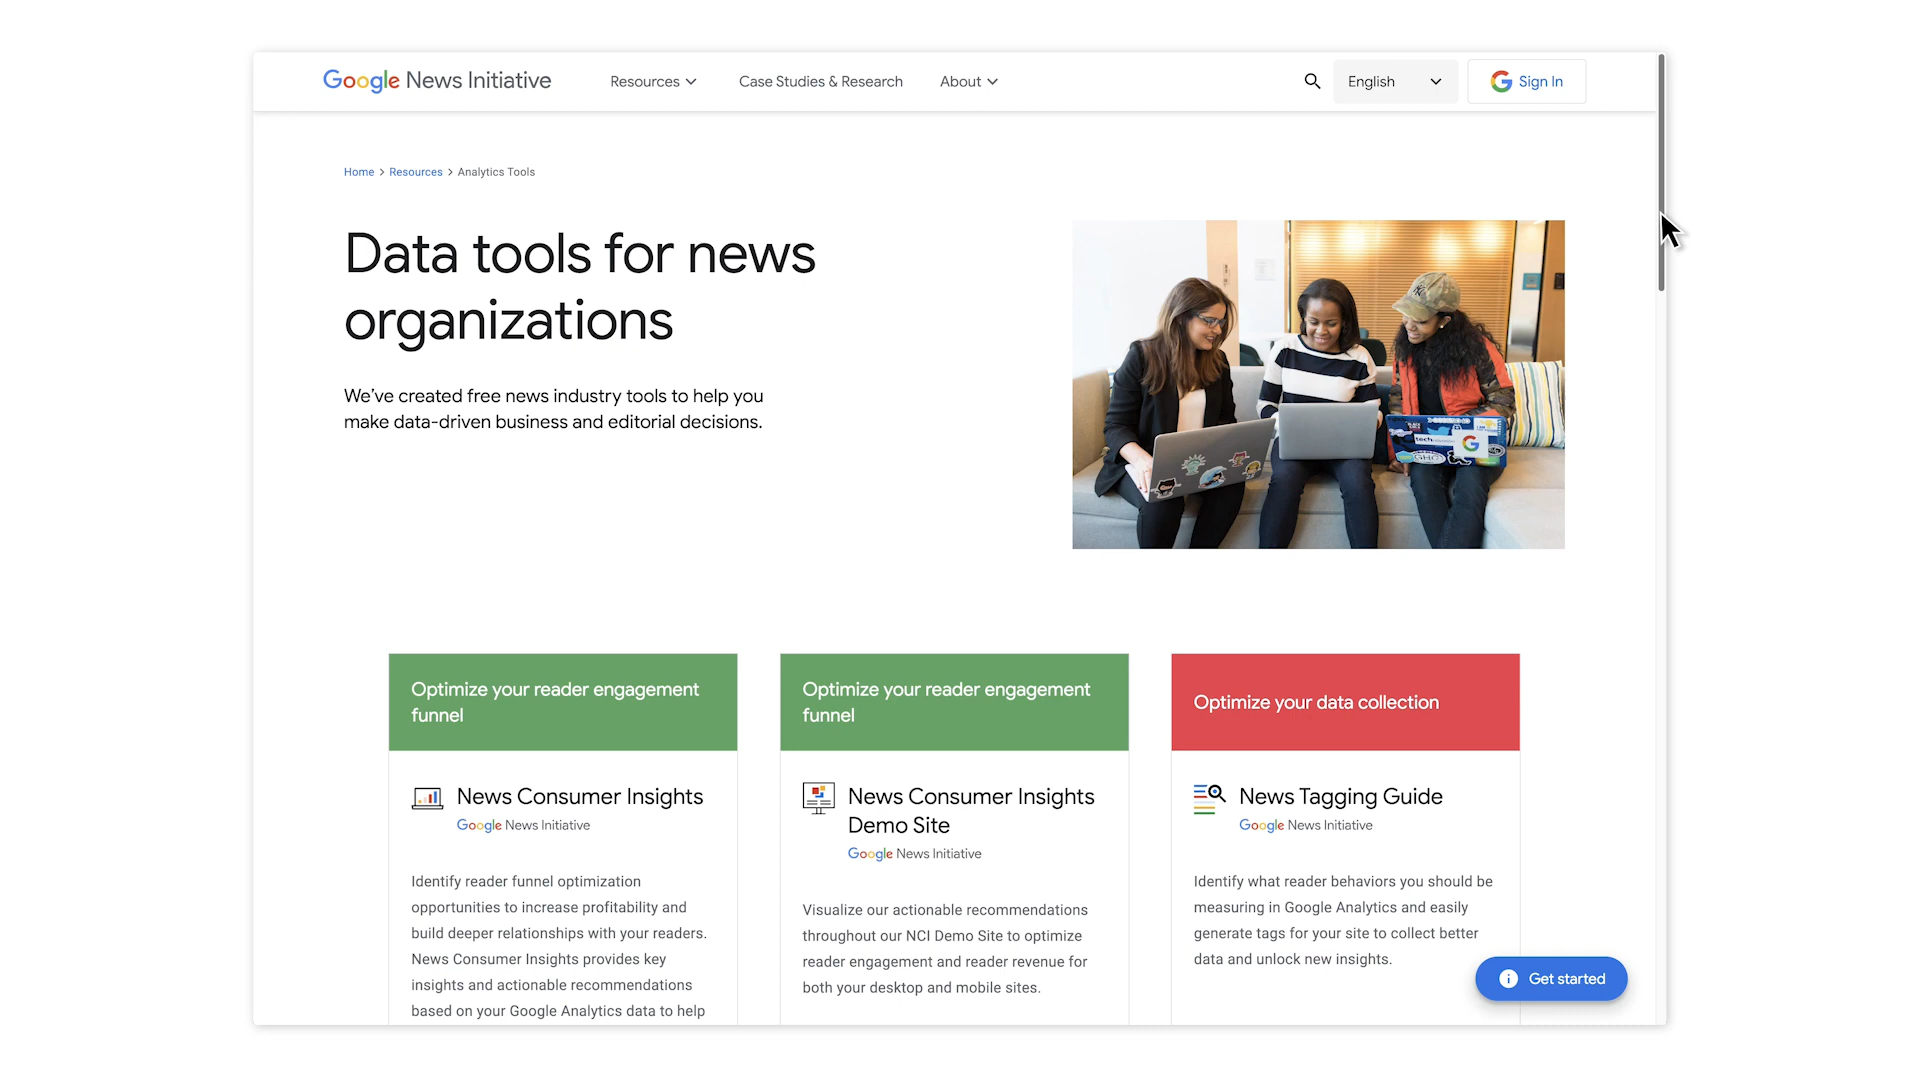 Google News Initiative
Resources
Case Studies & Research
About
English
Sign In
Home > Resources > Analytics Tools
Data tools for news
organizations
We’ve created free news industry tools to help you
make data-driven business and editorial decisions.
Optimize your reader engagement
funnel
News Consumer Insights
Google News Initiative
Identify reader funnel optimization
opportunities to increase profitability and
build deeper relationships with your readers.
News Consumer Insights provides key
insights and actionable recommendations
based on your Google Analytics data to help
Optimize your reader engagement
funnel
News Consumer Insights
Demo Site
Google News Initiative
Visualize our actionable recommendations
throughout our NCI Demo Site to optimize
reader engagement and reader revenue for
both your desktop and mobile sites.
Optimize your data collection
News Tagging Guide
Google News Initiative
Identify what reader behaviors you should be
measuring in Google Analytics and easily
generate tags for your site to collect better
data and unlock new insights.
Get started